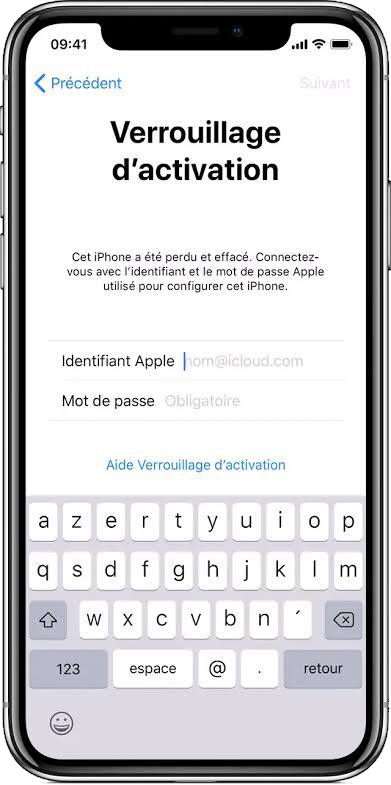 09:41
Précédent Suivant
Verrouillage
d’activation
Cet iPhone a été perdu et effacé. Connectez-
vous avec l’identifiant et le mot de passe Apple
utilisé pour configurer cet iPhone.
Identifiant Apple nom@icloud.com
Mot de passe Obligatoire
Aide Verrouillage d’activation
a z e r t y u i o p
q s d f g h j k l m
w x c v b n ´
123 espace @ . retour